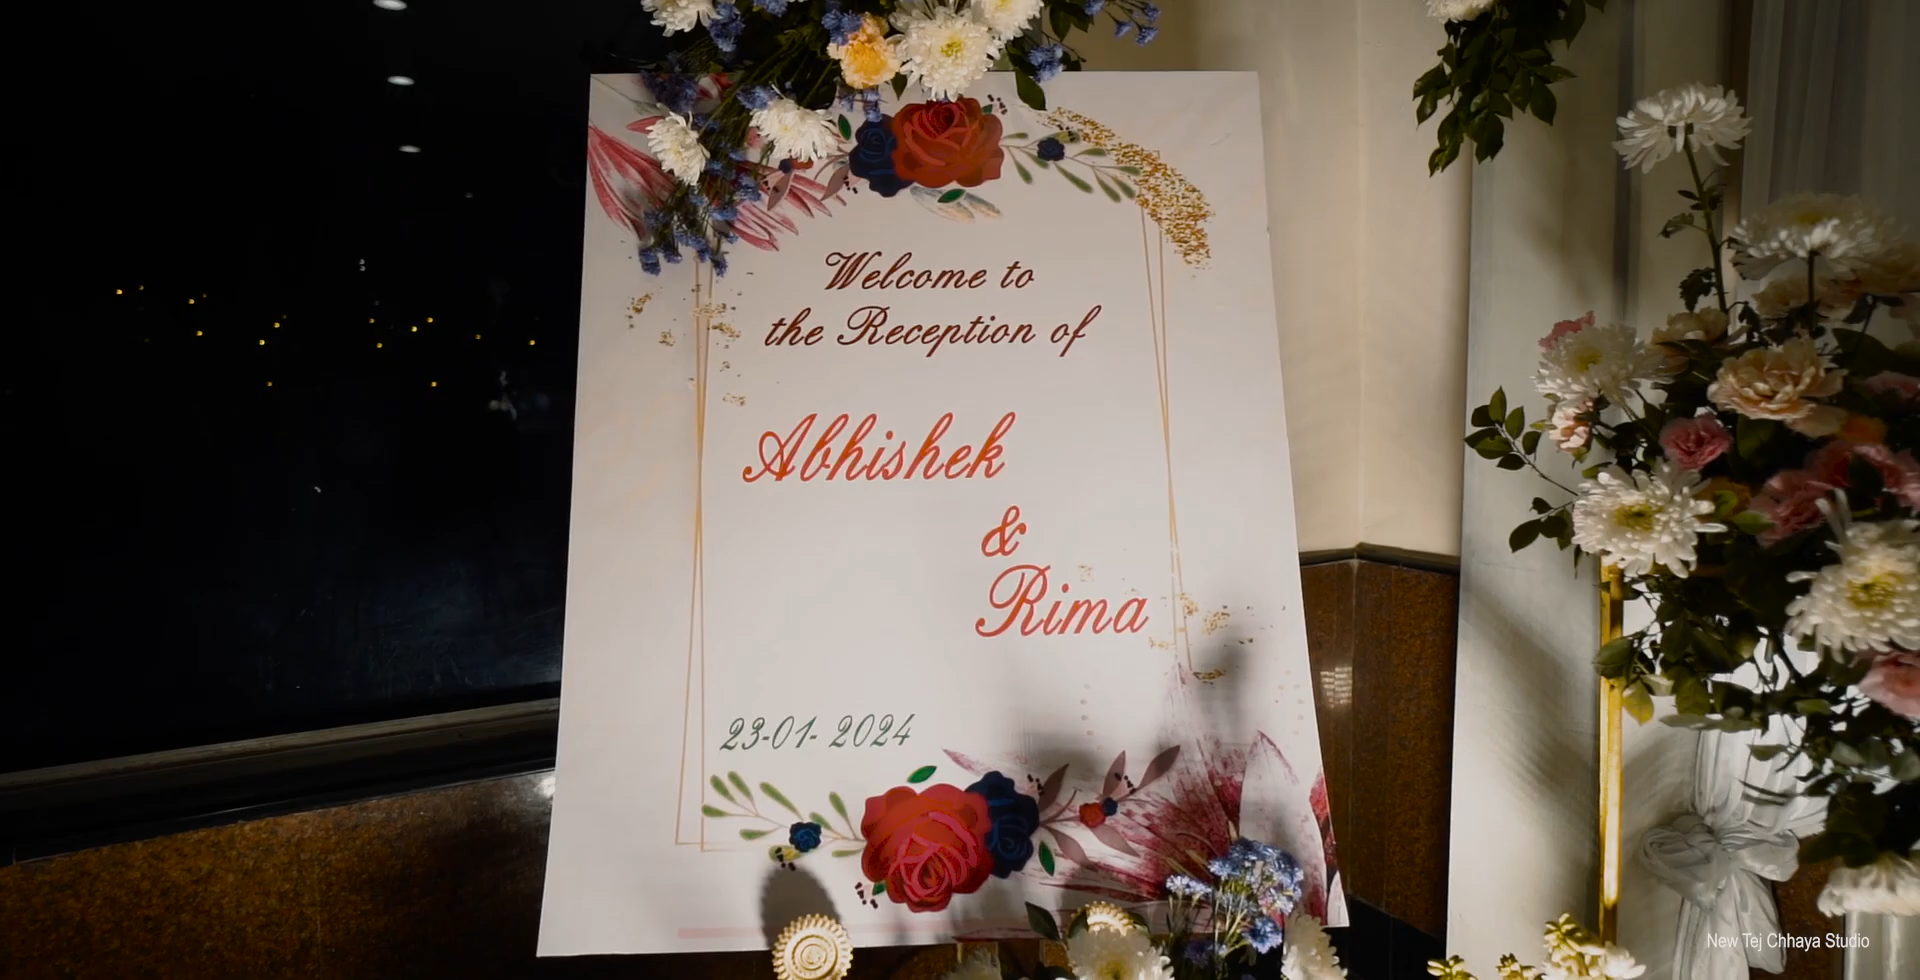 Welcome to
the Reception of
Abhishek
&
Rima
23-01- 2024
New Tej Chhaya Studio